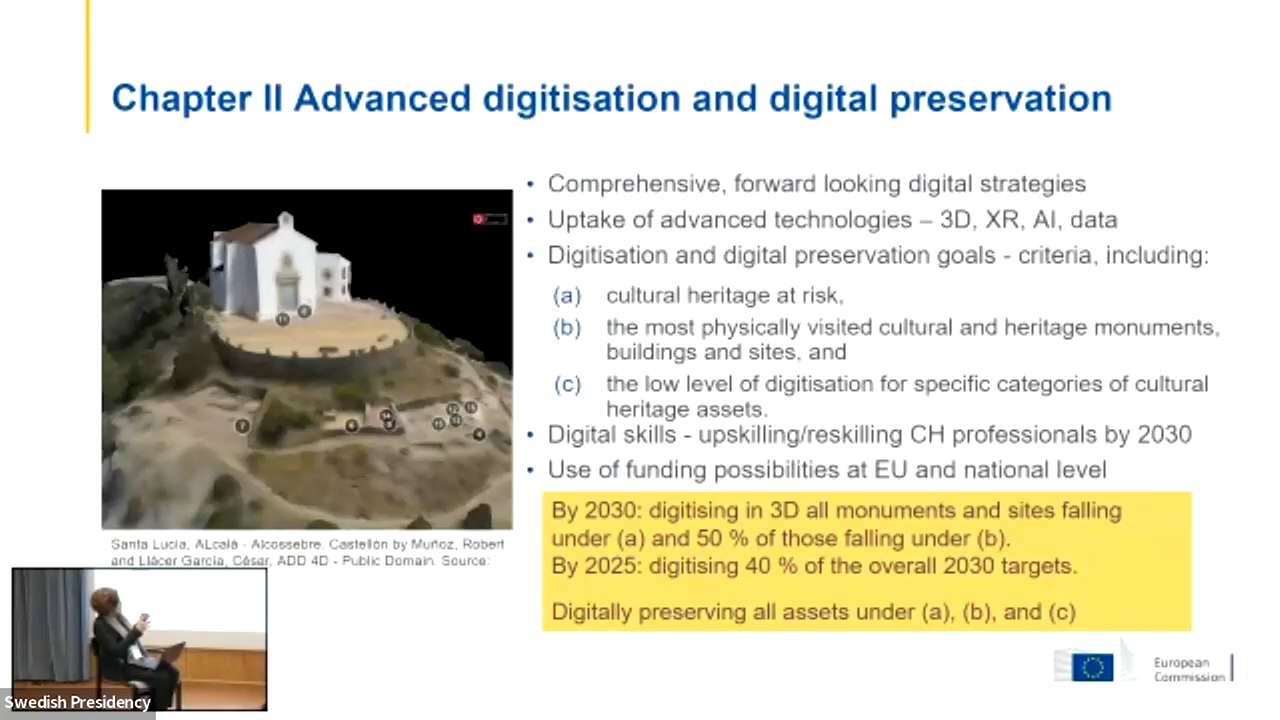 Chapter II Advanced digitisation and digital preservation
• Comprehensive, forward looking digital strategies
• Uptake of advanced technologies – 3D, XR, AI, data
• Digitisation and digital preservation goals - criteria, including:
(a) cultural heritage at risk,
(b) the most physically visited cultural and heritage monuments,
buildings and sites, and
(c) the low level of digitisation for specific categories of cultural
heritage assets.
• Digital skills - upskilling/reskilling CH professionals by 2030
• Use of funding possibilities at EU and national level
By 2030: digitising in 3D all monuments and sites falling
under (a) and 50 % of those falling under (b).
By 2025: digitising 40 % of the overall 2030 targets.
Digitally preserving all assets under (a), (b), and (c)
Santa Lucía, ALcalà - Alcossebre, Castellón by Muñoz, Robert
and Llácer Garcia, César, ADD 4D - Public Domain. Source:
Swedish Presidency
European
Commission